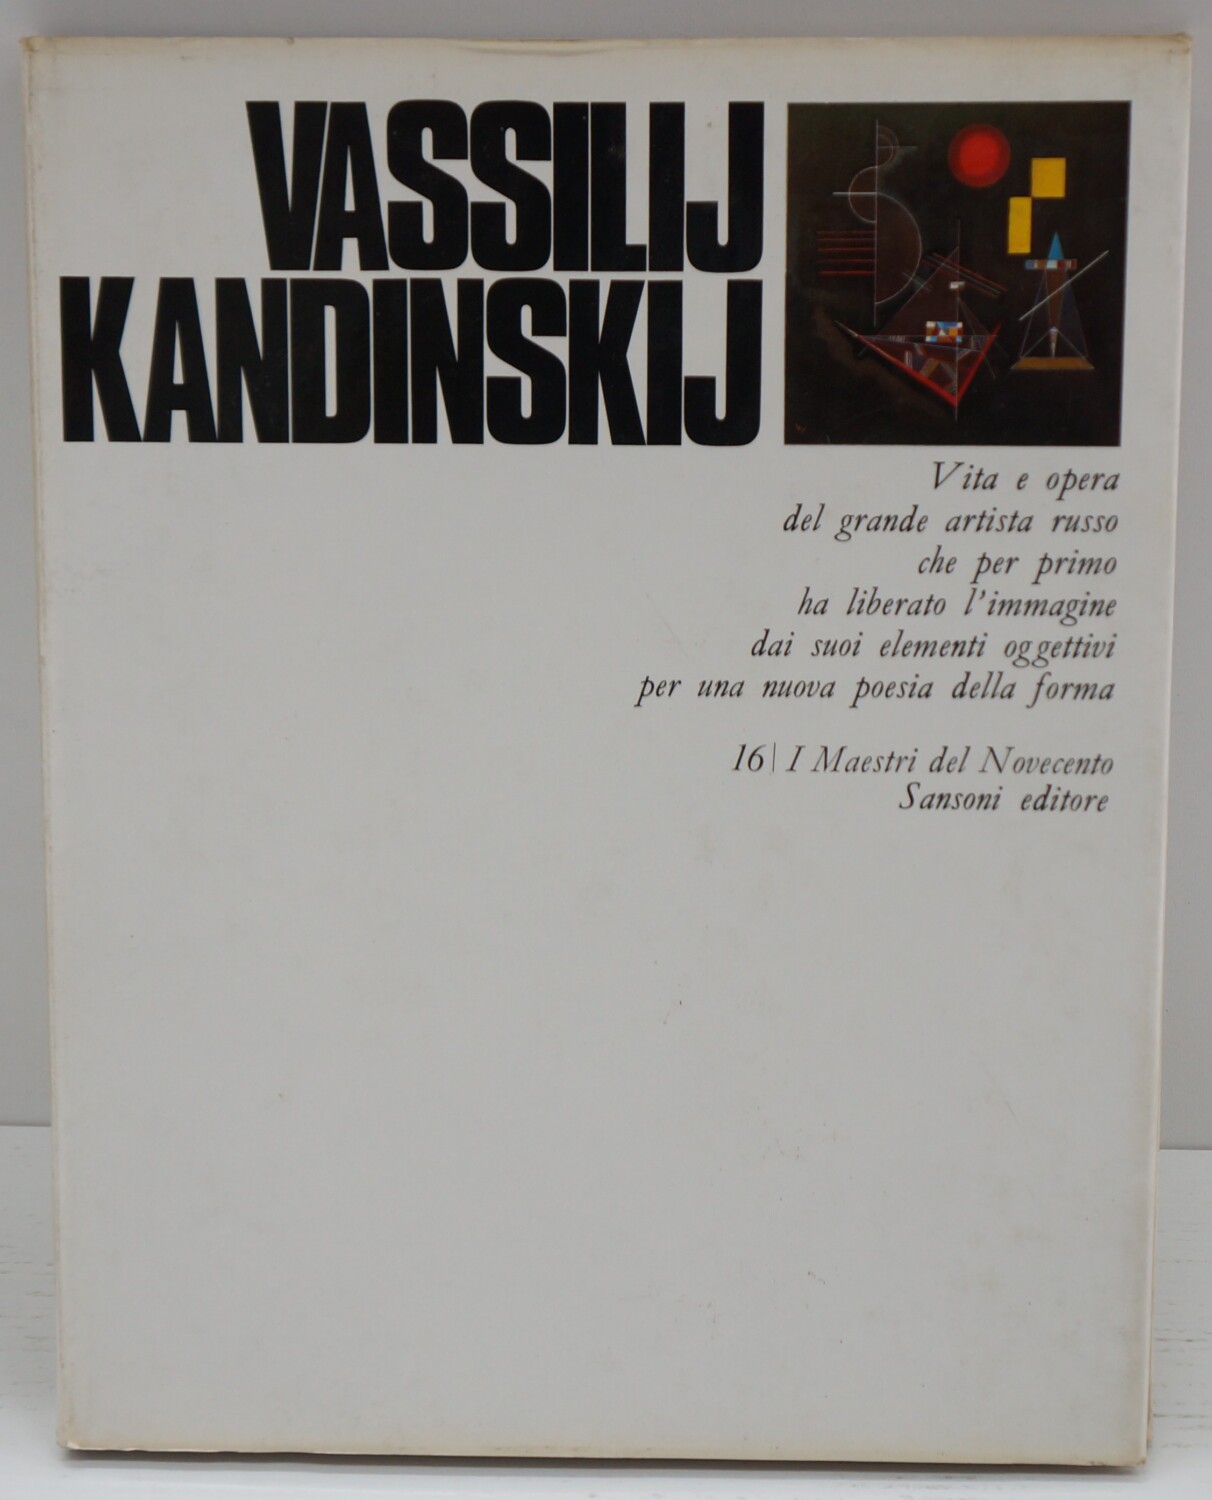 VASSILIJ
KANDINSKIJ
Vita e opera
del grande artista russo
che per primo
ha liberato l'immagine
dai suoi elementi oggettivi
per una nuova poesia della forma
16| I Maestri del Novecento
Sansoni editore